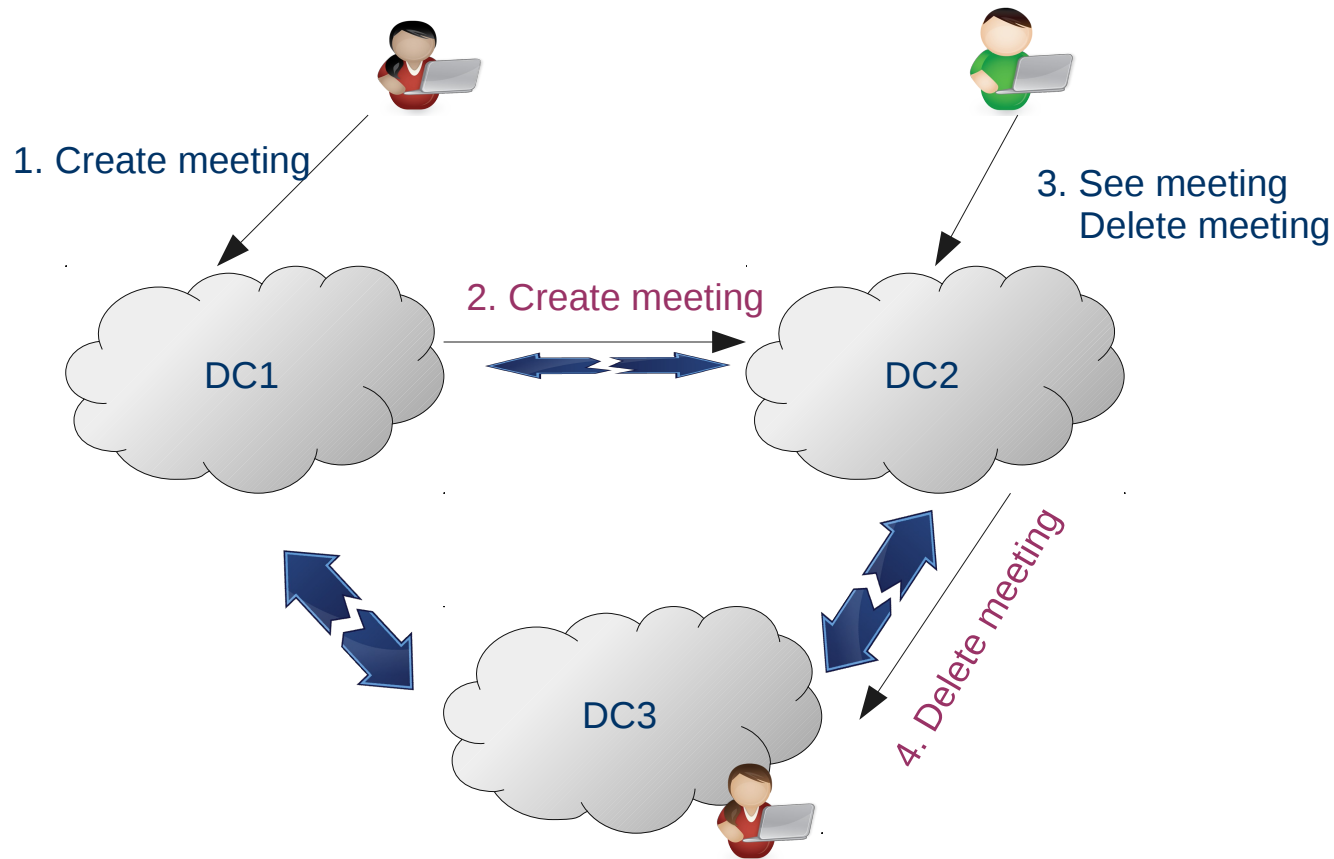 1. Create meeting
3. See meeting
Delete meeting
2. Create meeting
DC1
DC2
4. Delete meeting
DC3